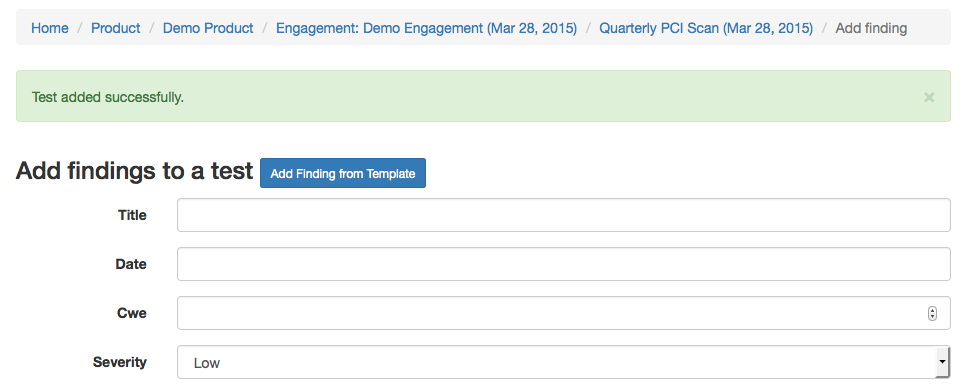 Home / Product / Demo Product / Engagement: Demo Engagement (Mar 28, 2015) / Quarterly PCI Scan (Mar 28, 2015) / Add finding
Test added successfully. ×
Add findings to a test Add Finding from Template
Title
Date
Cwe
Severity Low